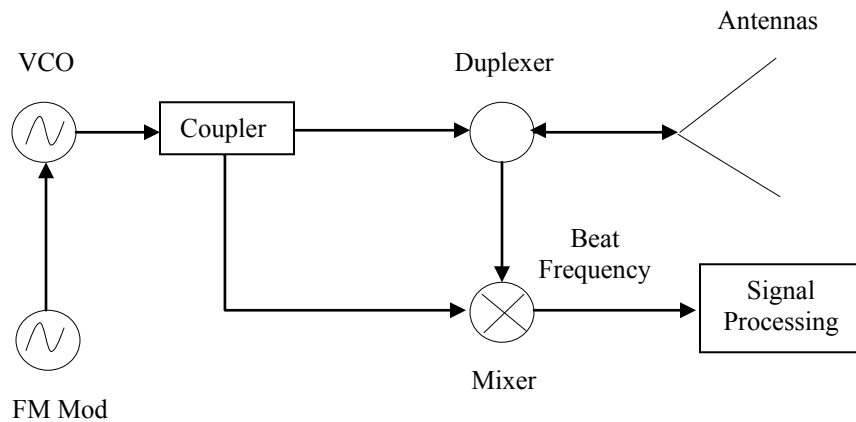 Antennas
VCO
Duplexer
Coupler
Beat
Frequency
Signal
Processing
Mixer
FM Mod